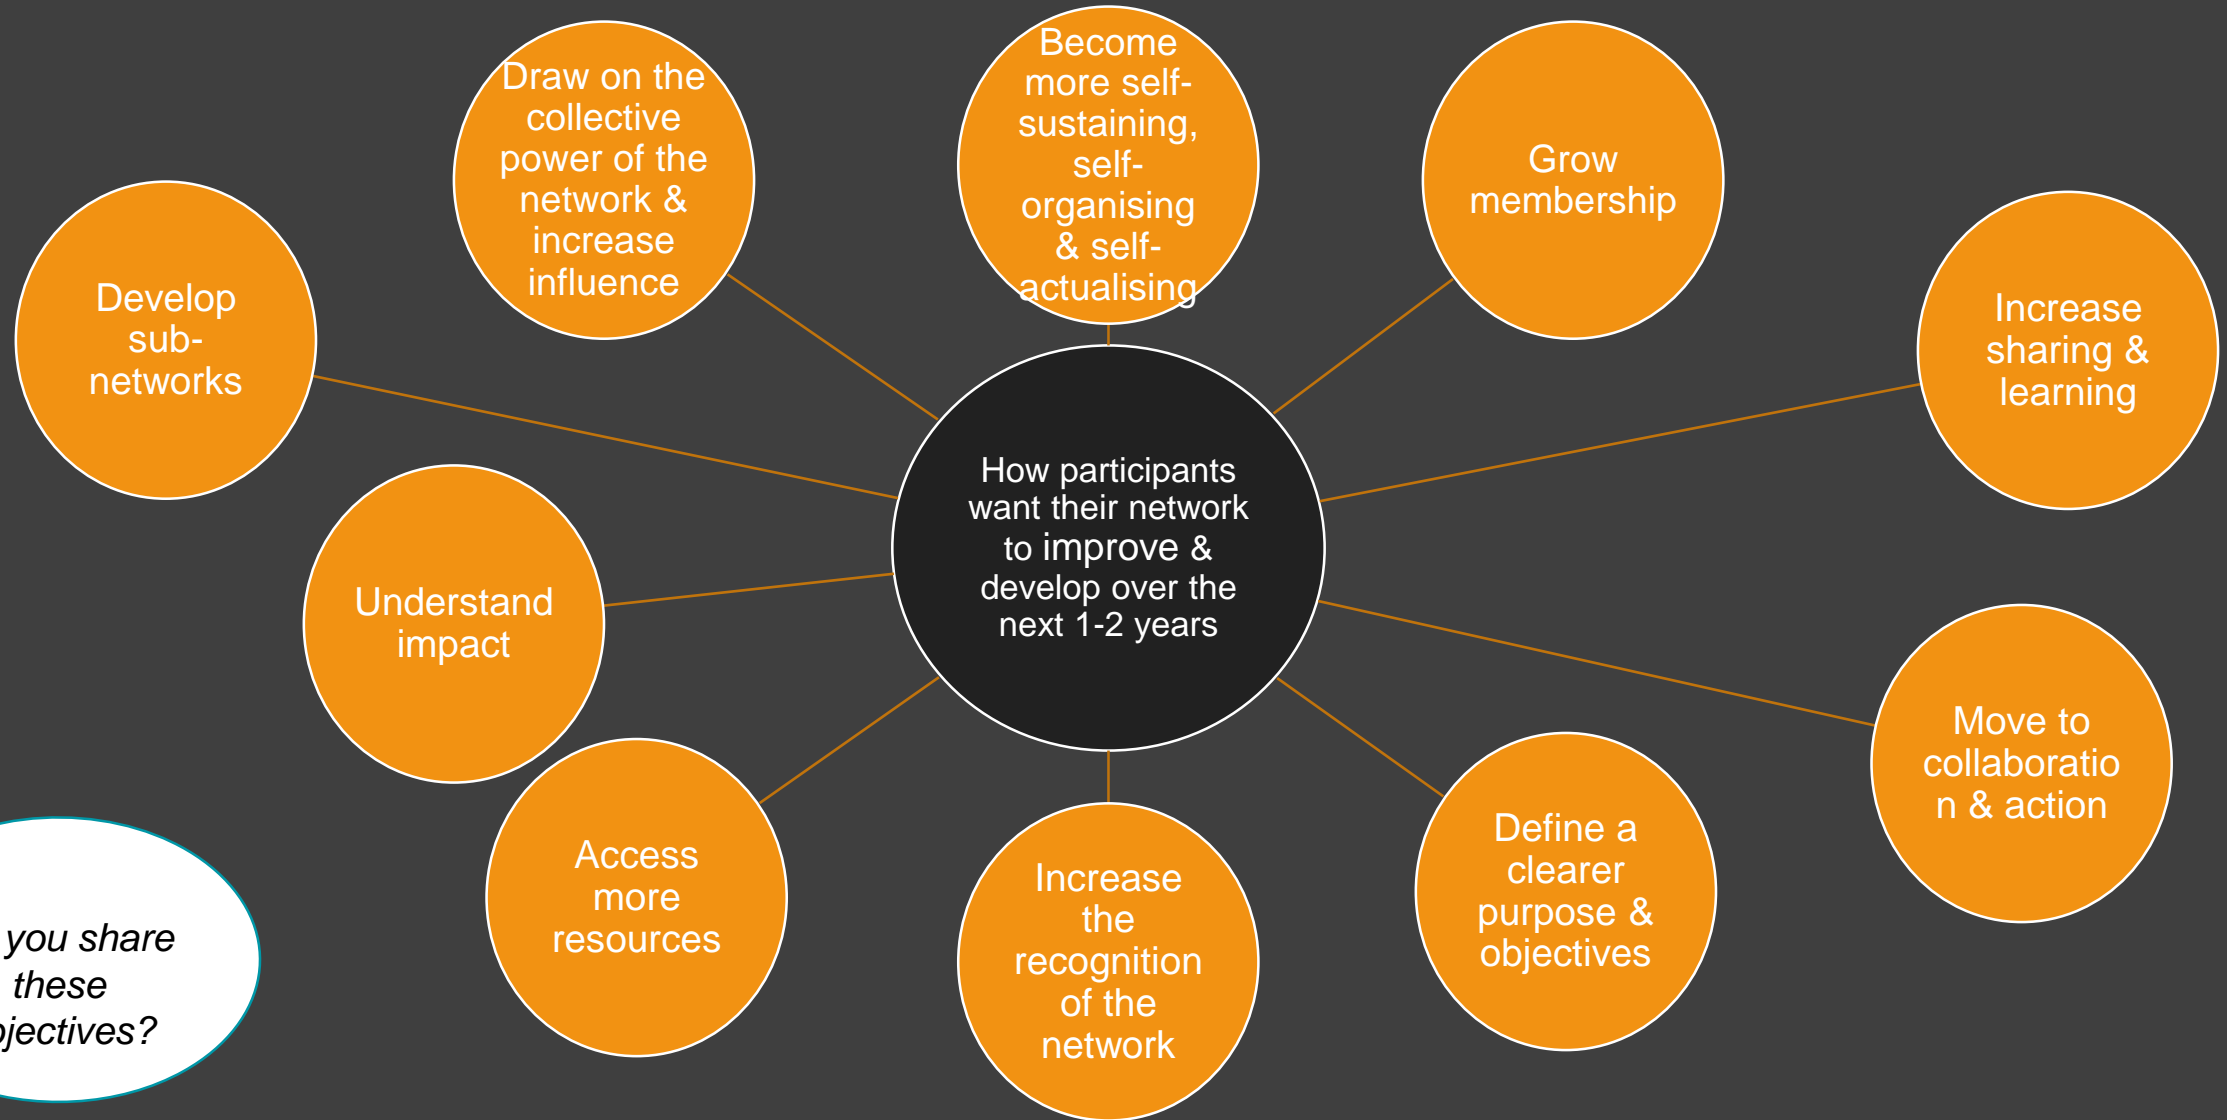 Become
more self-
sustaining,
self-
organising
& self-
actualising
Draw on the
collective
power of the
network &
increase
influence
Grow
membership
Develop
sub-
networks
Increase
sharing &
learning
How participants
want their network
to improve &
develop over the
next 1-2 years
Understand
impact
Move to
collaboratio
n & action
Access
more
resources
Increase
the
recognition
of the
network
Define a
clearer
purpose &
objectives
you share
these
jectives?